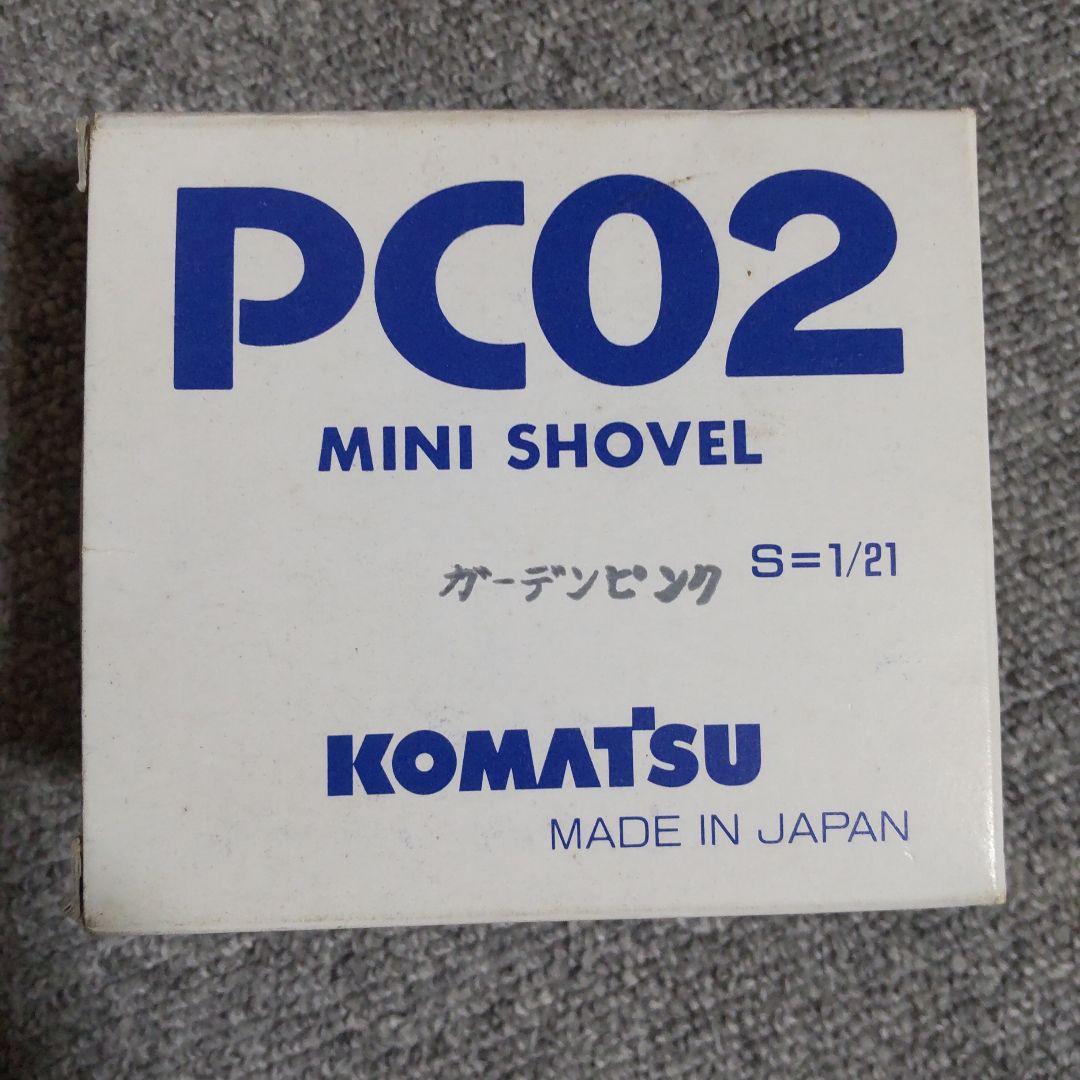 PC02
MINI SHOVEL
ガーデンピンク S=1/21
KOMATSU
MADE IN JAPAN